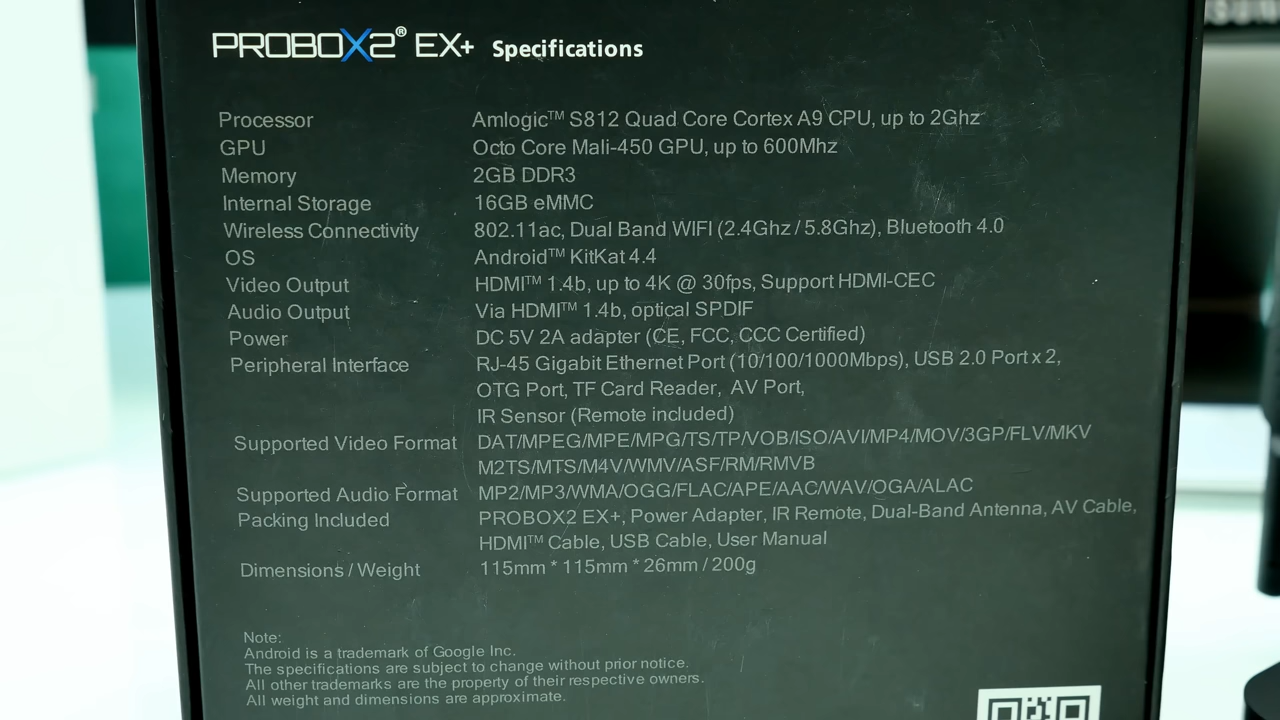 PROBOX2® EX+ Specifications
Processor Amlogic™ S812 Quad Core Cortex A9 CPU, up to 2Ghz
GPU Octo Core Mali-450 GPU, up to 600Mhz
Memory 2GB DDR3
Internal Storage 16GB eMMC
Wireless Connectivity 802.11ac, Dual Band WIFI (2.4Ghz / 5.8Ghz), Bluetooth 4.0
OS Android™ KitKat 4.4
Video Output HDMI™ 1.4b, up to 4K @ 30fps, Support HDMI-CEC
Audio Output Via HDMI™ 1.4b, optical SPDIF
Power DC 5V 2A adapter (CE, FCC, CCC Certified)
Peripheral Interface RJ-45 Gigabit Ethernet Port (10/100/1000Mbps), USB 2.0 Port x 2,
OTG Port, TF Card Reader, AV Port,
IR Sensor (Remote included)
Supported Video Format DAT/MPEG/MPE/MPG/TS/TP/VOB/ISO/AVI/MP4/MOV/3GP/FLV/MKV
M2TS/MTS/M4V/WMV/ASF/RM/RMVB
Supported Audio Format MP2/MP3/WMA/OGG/FLAC/APE/AAC/WAV/OGA/ALAC
Packing Included PROBOX2 EX+, Power Adapter, IR Remote, Dual-Band Antenna, AV Cable,
HDMI™ Cable, USB Cable, User Manual
Dimensions / Weight 115mm * 115mm * 26mm / 200g
Note:
Android is a trademark of Google Inc.
The specifications are subject to change without prior notice.
All other trademarks are the property of their respective owners.
All weight and dimensions are approximate.